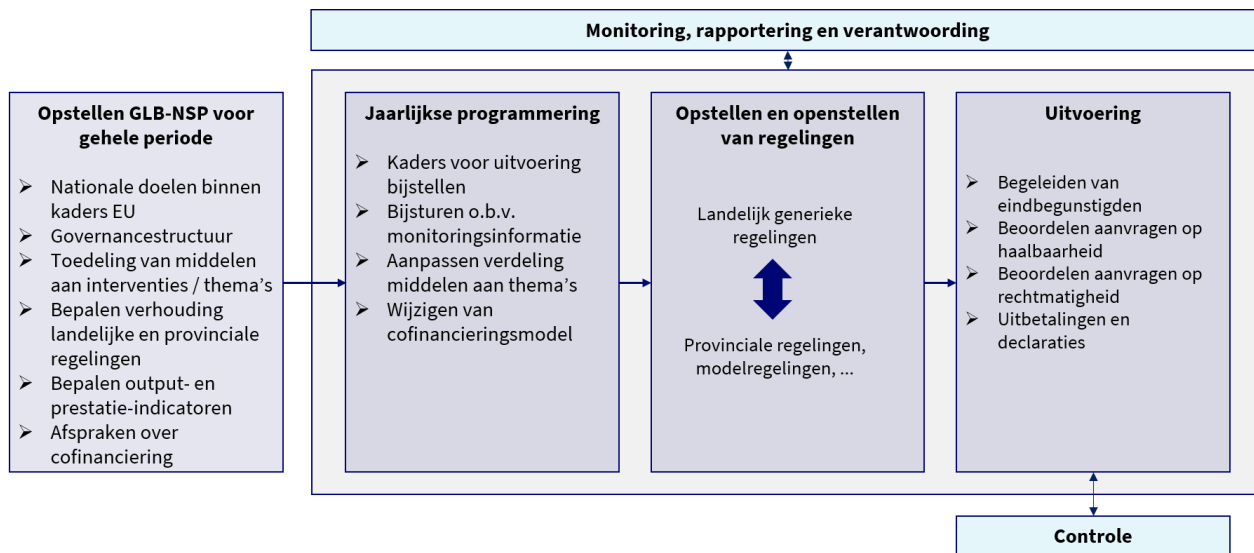 Monitoring, rapportering en verantwoording
Opstellen GLB-NSP voor
gehele periode
➢ Nationale doelen binnen
kaders EU
➢ Governancestructuur
➢ Toedeling van middelen
aan interventies / thema’s
➢ Bepalen verhouding
landelijke en provinciale
regelingen
➢ Bepalen output- en
prestatie-indicatoren
➢ Afspraken over
cofinanciering
Jaarlijkse programmering
➢ Kaders voor uitvoering
bijstellen
➢ Bijsturen o.b.v.
monitoringsinformatie
➢ Aanpassen verdeling
middelen aan thema’s
➢ Wijzigen van
cofinancieringsmodel
Opstellen en openstellen
van regelingen
Landelijk generieke
regelingen
Provinciale regelingen,
modelregelingen, ...
Uitvoering
➢ Begeleiden van
eindbegunstigden
➢ Beoordelen aanvragen op
haalbaarheid
➢ Beoordelen aanvragen op
rechtmatigheid
➢ Uitbetalingen en
declaraties
Controle